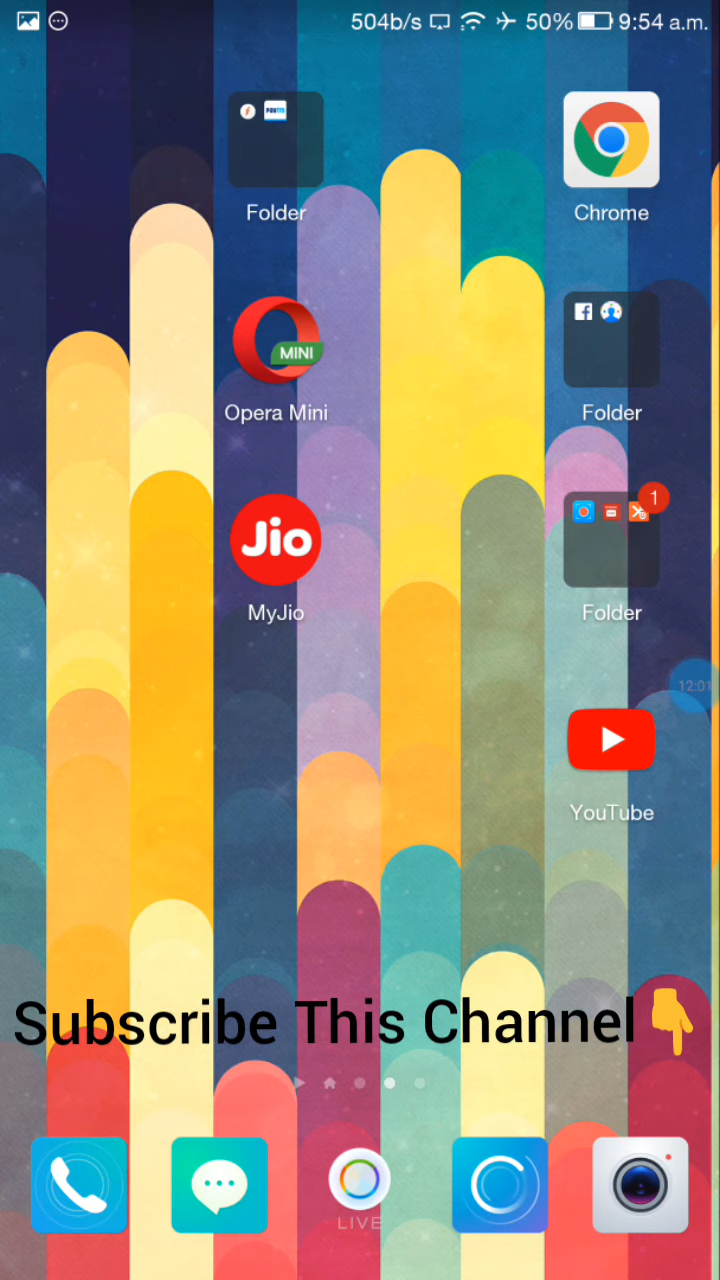 504b/s 50% 9:54 a.m.
Paytm
Folder Chrome
MINI
Opera Mini Folder
1
Jio
MyJio Folder
12:01
YouTube
Subscribe This Channel👇
LIVE